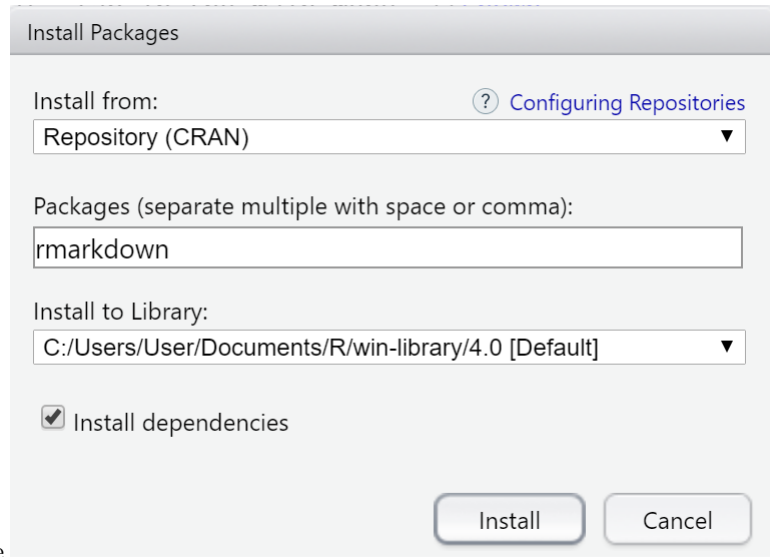 Install Packages
Install from:
? Configuring Repositories
Repository (CRAN)
Packages (separate multiple with space or comma):
rmarkdown
Install to Library:
C:/Users/User/Documents/R/win-library/4.0 [Default]
Install dependencies
Install
Cancel
e